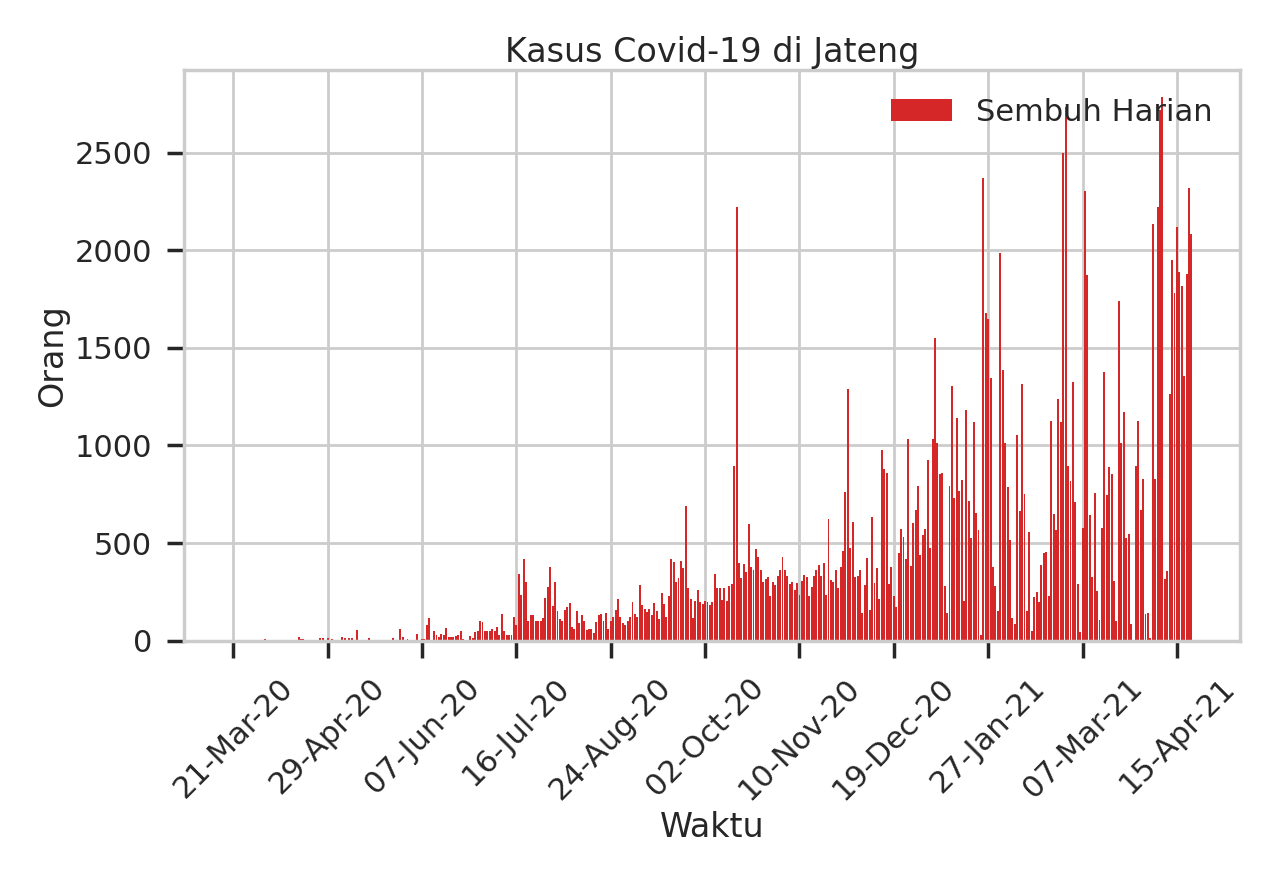 Kasus Covid-19 di Jateng
Sembuh Harian
Orang
2500
2000
1500
1000
500
0
21-Mar-20
29-Apr-20
07-Jun-20
16-Jul-20
24-Aug-20
02-Oct-20
10-Nov-20
19-Dec-20
27-Jan-21
07-Mar-21
15-Apr-21
Waktu